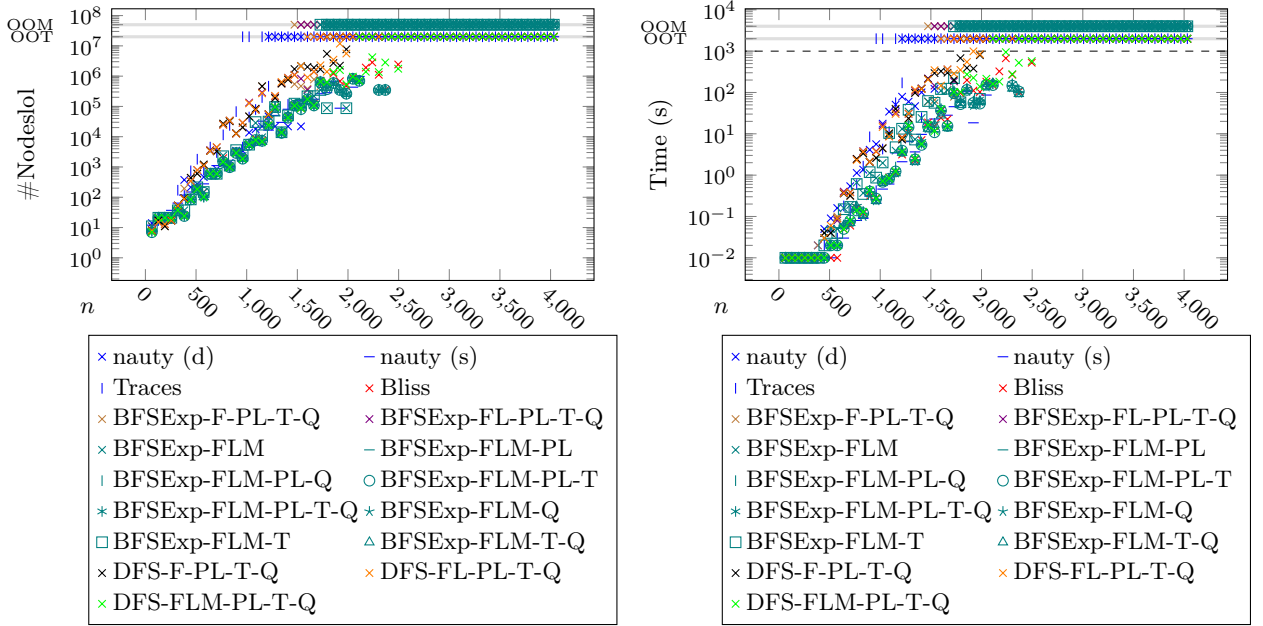 OOM
OOT
10^8
10^7
10^6
10^5
10^4
10^3
10^2
10^1
10^0
#Nodeslol
n
0
500
1,000
1,500
2,000
2,500
3,000
3,500
4,000
× nauty (d) — nauty (s)
| Traces × Bliss
× BFSExp-F-PL-T-Q × BFSExp-FL-PL-T-Q
× BFSExp-FLM — BFSExp-FLM-PL
| BFSExp-FLM-PL-Q ○ BFSExp-FLM-PL-T
∗ BFSExp-FLM-PL-T-Q ⋆ BFSExp-FLM-Q
□ BFSExp-FLM-T △ BFSExp-FLM-T-Q
× DFS-F-PL-T-Q × DFS-FL-PL-T-Q
× DFS-FLM-PL-T-Q
OOM
OOT
10^4
10^3
10^2
10^1
10^0
10^−1
10^−2
Time (s)
n
0
500
1,000
1,500
2,000
2,500
3,000
3,500
4,000
× nauty (d) — nauty (s)
| Traces × Bliss
× BFSExp-F-PL-T-Q × BFSExp-FL-PL-T-Q
× BFSExp-FLM — BFSExp-FLM-PL
| BFSExp-FLM-PL-Q ○ BFSExp-FLM-PL-T
∗ BFSExp-FLM-PL-T-Q ⋆ BFSExp-FLM-Q
□ BFSExp-FLM-T △ BFSExp-FLM-T-Q
× DFS-F-PL-T-Q × DFS-FL-PL-T-Q
× DFS-FLM-PL-T-Q